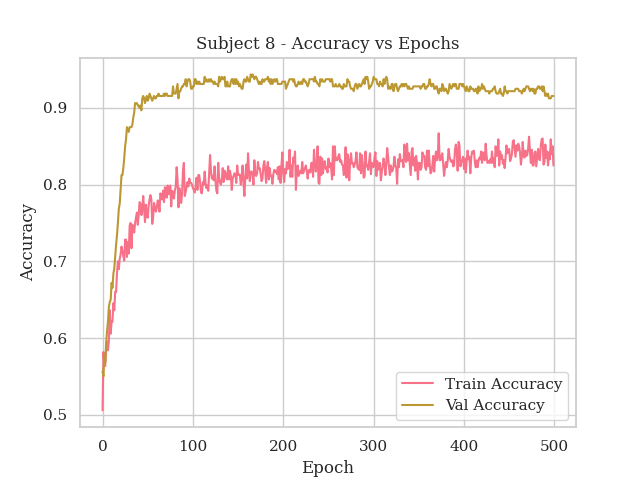 Subject 8 - Accuracy vs Epochs
0.9
0.8
0.7
0.6
0.5
Accuracy
0 100 200 300 400 500
Epoch
Train Accuracy
Val Accuracy